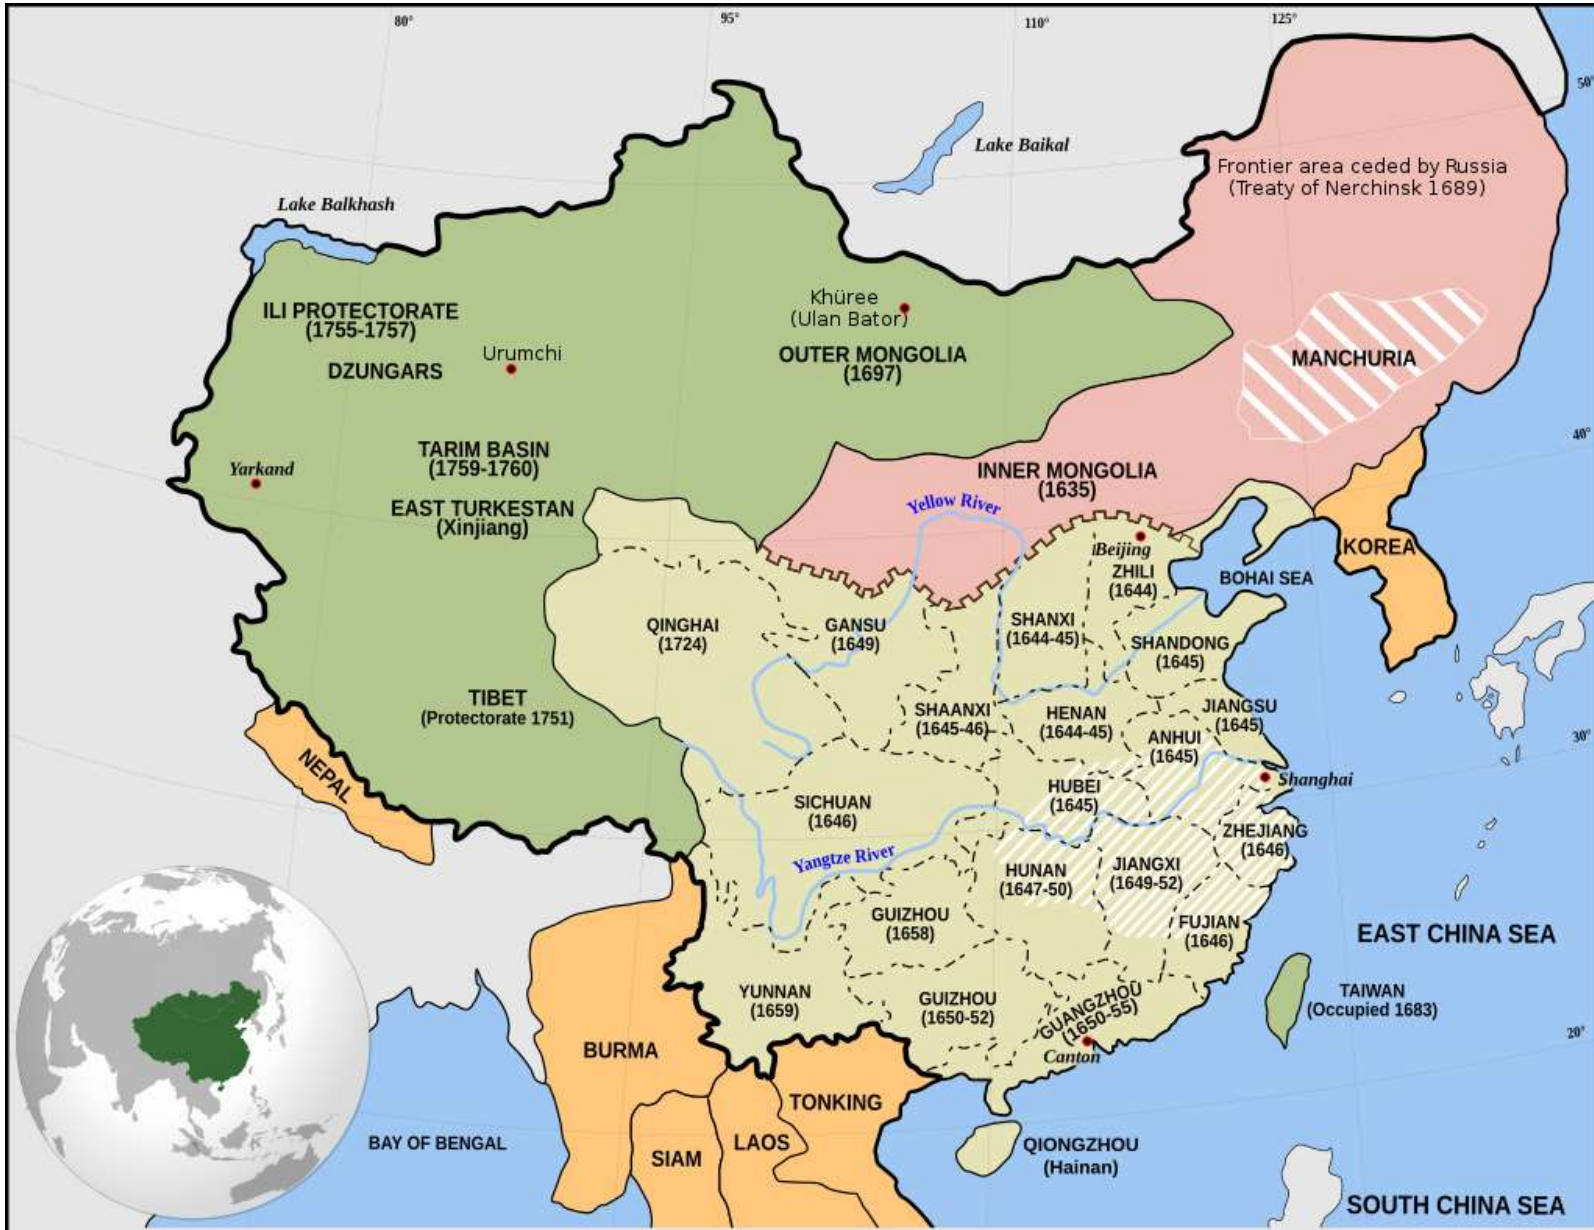 80°
95°
110°
125°
50°
Lake Baikal
Frontier area ceded by Russia
(Treaty of Nerchinsk 1689)
Lake Balkhash
ILI PROTECTORATE
(1755-1757)
DZUNGARS
Urumchi
Khüree
(Ulan Bator)
OUTER MONGOLIA
(1697)
MANCHURIA
40°
TARIM BASIN
(1759-1760)
Yarkand
EAST TURKESTAN
(Xinjiang)
INNER MONGOLIA
(1635)
Yellow River
Beijing
ZHILI
(1644)
BOHAI SEA
KOREA
QINGHAI
(1724)
GANSU
(1649)
SHANXI
(1644-45)
SHANDONG
(1645)
TIBET
(Protectorate 1751)
SHAANXI
(1645-46)
HENAN
(1644-45)
JIANGSU
(1645)
ANHUI
(1645)
30°
NEPAL
SICHUAN
(1646)
HUBEI
(1645)
Shanghai
ZHEJIANG
(1646)
Yangtze River
HUNAN
(1647-50)
JIANGXI
(1649-52)
GUIZHOU
(1658)
FUJIAN
(1646)
EAST CHINA SEA
YUNNAN
(1659)
GUIZHOU
(1650-52)
GUANGZHOU
(1650-55)
Canton
TAIWAN
(Occupied 1683)
20°
BURMA
TONKING
BAY OF BENGAL
SIAM
LAOS
QIONGZHOU
(Hainan)
SOUTH CHINA SEA